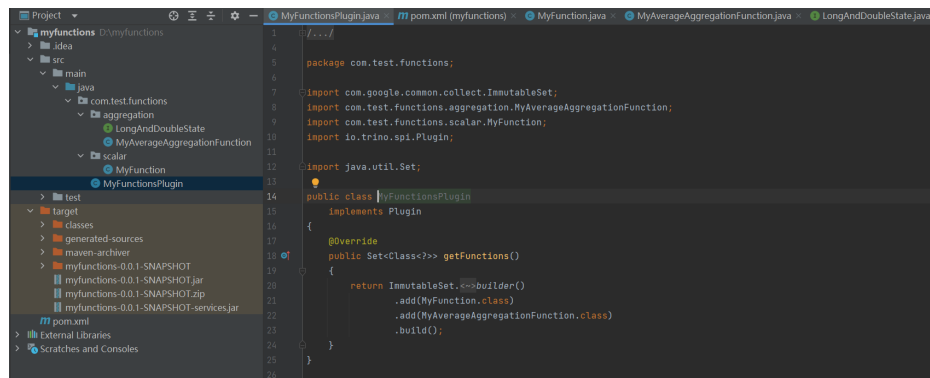 Project
MyFunctionsPlugin.java
pom.xml (myfunctions)
MyFunction.java
MyAverageAggregationFunction.java
LongAndDoubleState.java
myfunctions D:\myfunctions
.idea
src
main
java
com.test.functions
aggregation
LongAndDoubleState
MyAverageAggregationFunction
scalar
MyFunction
MyFunctionsPlugin
test
target
classes
generated-sources
maven-archiver
myfunctions-0.0.1-SNAPSHOT
myfunctions-0.0.1-SNAPSHOT.jar
myfunctions-0.0.1-SNAPSHOT.zip
myfunctions-0.0.1-SNAPSHOT-services.jar
pom.xml
External Libraries
Scratches and Consoles
1 /.../
4
5 package com.test.functions;
6
7 import com.google.common.collect.ImmutableSet;
8 import com.test.functions.aggregation.MyAverageAggregationFunction;
9 import com.test.functions.scalar.MyFunction;
10 import io.trino.spi.Plugin;
11
12 import java.util.Set;
13
14 public class MyFunctionsPlugin
15 implements Plugin
16 {
17 @Override
18 public Set<Class<?>> getFunctions()
19 {
20 return ImmutableSet.<~>builder()
21 .add(MyFunction.class)
22 .add(MyAverageAggregationFunction.class)
23 .build();
24 }
25 }
26